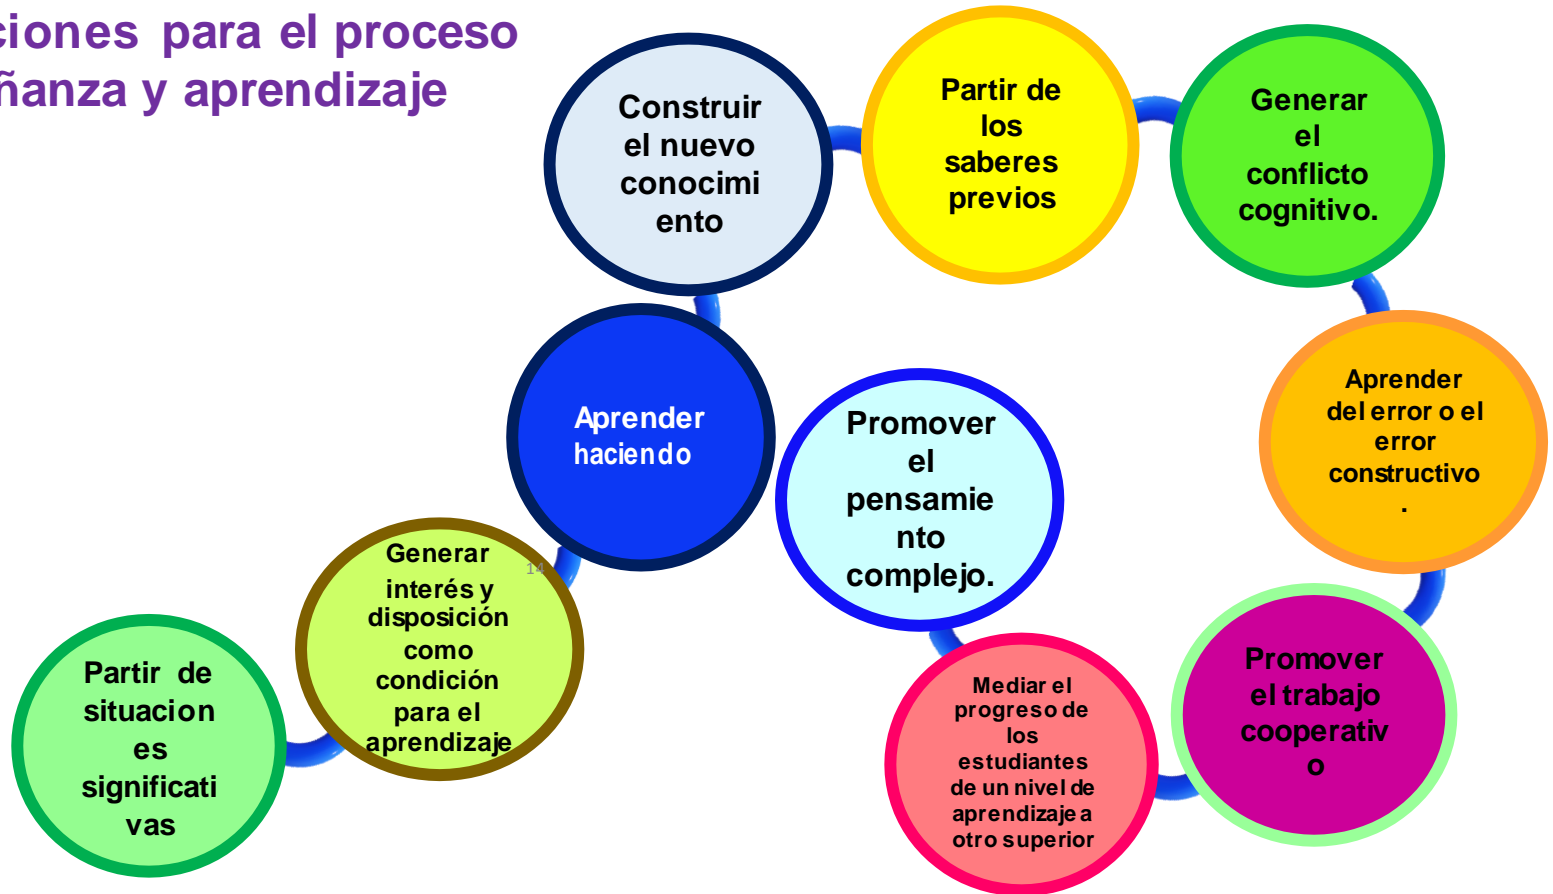 ciones para el proceso
ñanza y aprendizaje
Construir
el nuevo
conocimi
ento
Partir de
los
saberes
previos
Generar
el
conflicto
cognitivo.
Aprender
haciendo
Promover
el
pensamie
nto
complejo.
Aprender
del error o el
error
constructivo
.
Generar
interés y
disposición
como
condición
para el
aprendizaje
14
Partir de
situacion
es
significati
vas
Mediar el
progreso de
los
estudiantes
de un nivel de
aprendizaje a
otro superior
Promover
el trabajo
cooperativ
o